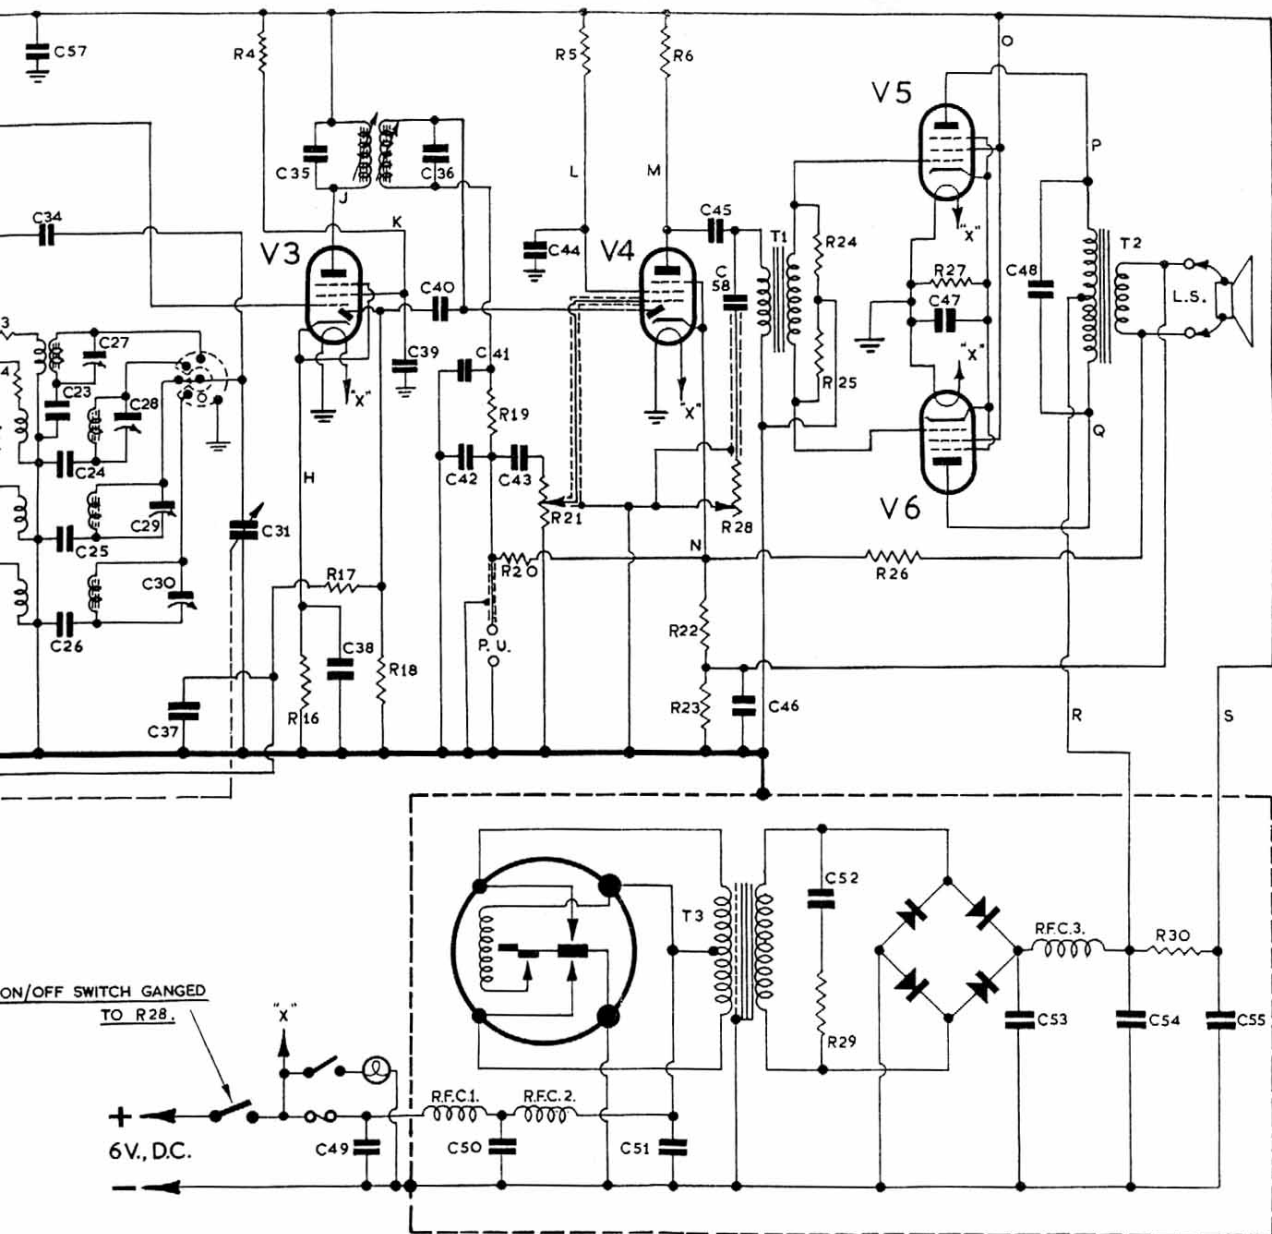 C57
R4
R5
R6
O
V5
C35
C36
J
L
M
P
K
C34
V3
C44
V4
C45
C
58
T1
R24
"X"
R27
C47
C48
T2
L.S.
C40
C39
"X"
"X"
"X"
3
C27
C23
4
C28
C24
C41
R19
R25
Q
H
C42
C43
V6
C29
C25
C31
R21
R28
N
R20
R26
C30
C26
R17
C38
R18
P. U.
R22
C37
R16
R23
C46
R
S
T3
C52
R.F.C.3.
R30
ON/OFF SWITCH GANGED
TO R28.
"X"
R29
C53
C54
C55
R.F.C.1.
R.F.C.2.
+
6V., D.C.
C49
C50
C51
−